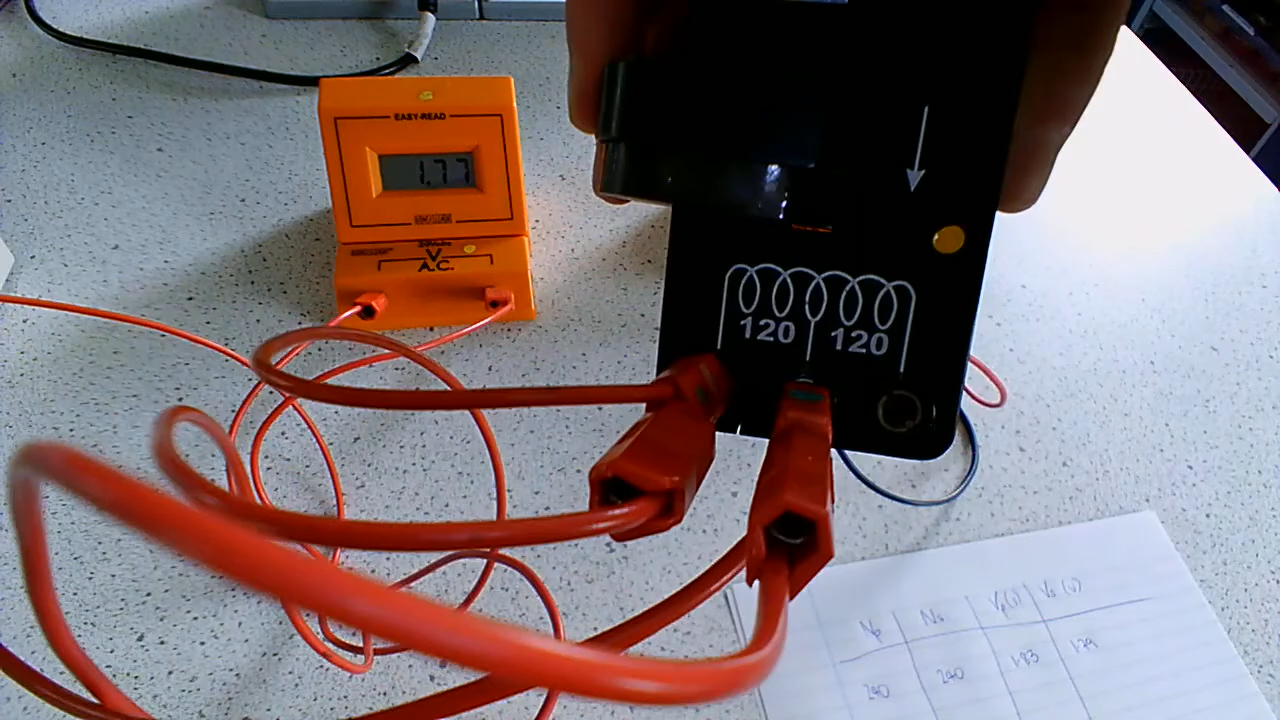 EASY-READ
1.77
V
A.C.
120 120
Np Ns Vp(V) Vs (V)
240 240 1.83 1.79